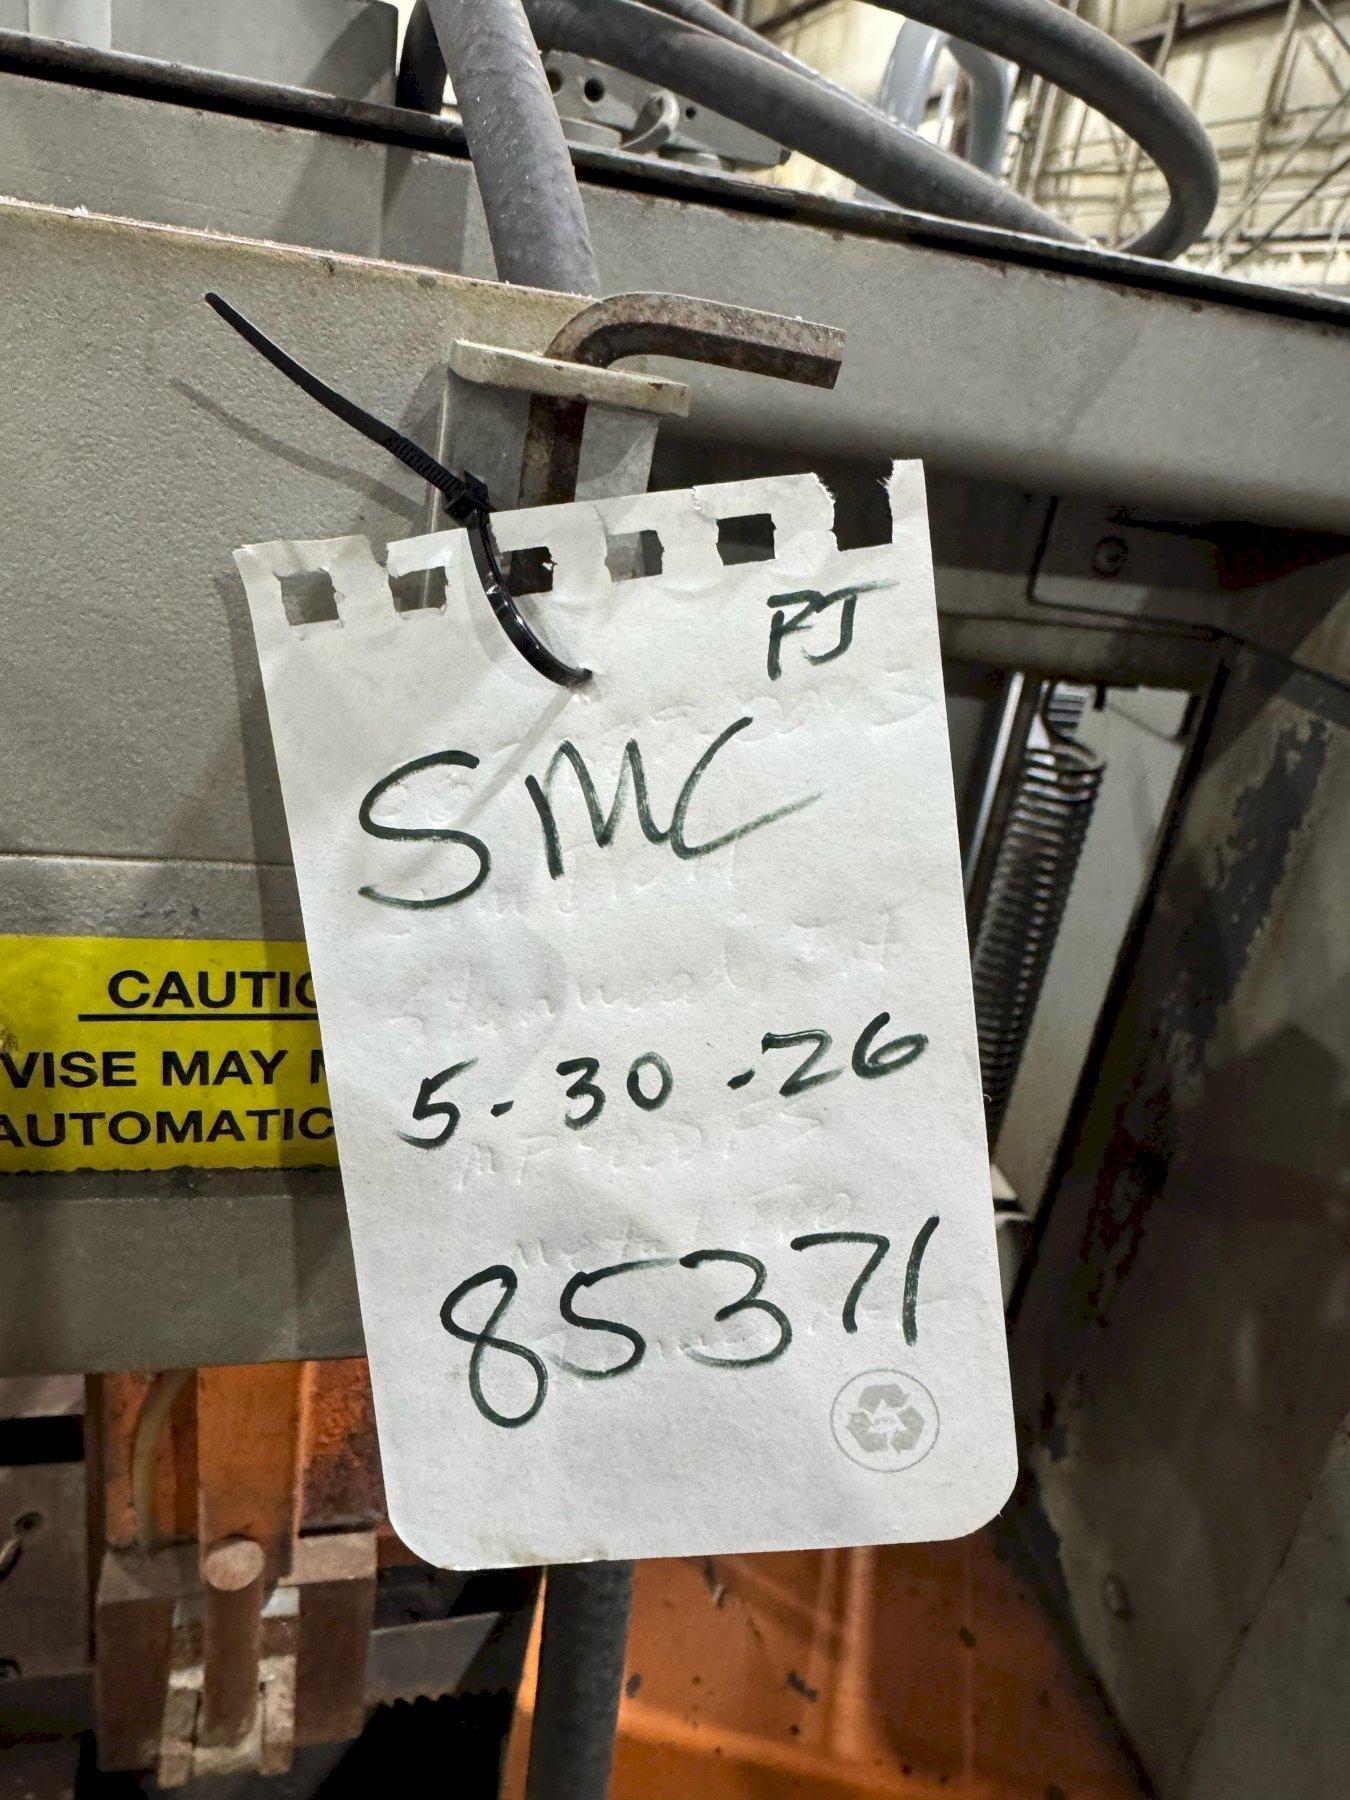 PJ
SMC
5-30-26
85371
CAUTIO
VISE MAY M
AUTOMATIC